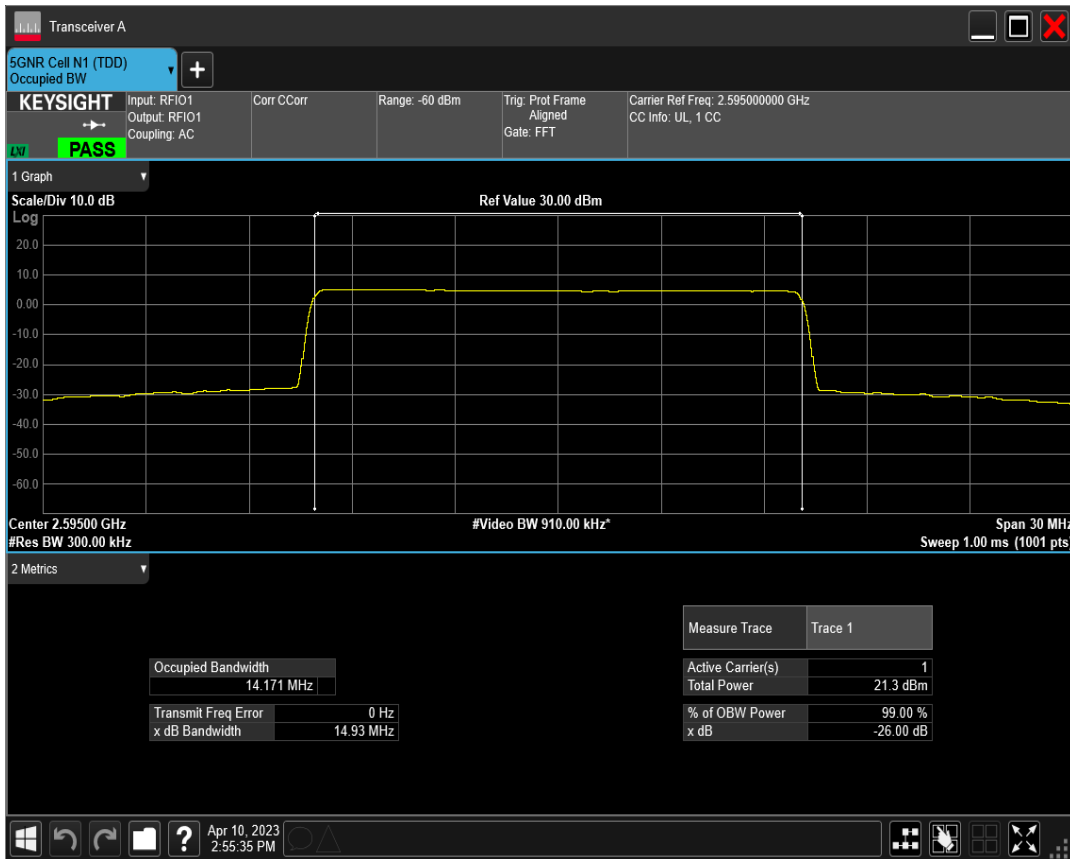 Transceiver A
5GNR Cell N1 (TDD)
Occupied BW
+
KEYSIGHT
LXI
PASS
Input: RFIO1
Output: RFIO1
Coupling: AC
Corr CCorr
Range: -60 dBm
Trig: Prot Frame
Aligned
Gate: FFT
Carrier Ref Freq: 2.595000000 GHz
CC Info: UL, 1 CC
1 Graph
Scale/Div 10.0 dB
Ref Value 30.00 dBm
Log
20.0
10.0
0.00
-10.0
-20.0
-30.0
-40.0
-50.0
-60.0
Center 2.59500 GHz
#Video BW 910.00 kHz*
Span 30 MHz
#Res BW 300.00 kHz
Sweep 1.00 ms (1001 pts)
2 Metrics
Measure Trace Trace 1
Occupied Bandwidth
14.171 MHz
Transmit Freq Error 0 Hz
x dB Bandwidth 14.93 MHz
Active Carrier(s) 1
Total Power 21.3 dBm
% of OBW Power 99.00 %
x dB -26.00 dB
?
Apr 10, 2023
2:55:35 PM